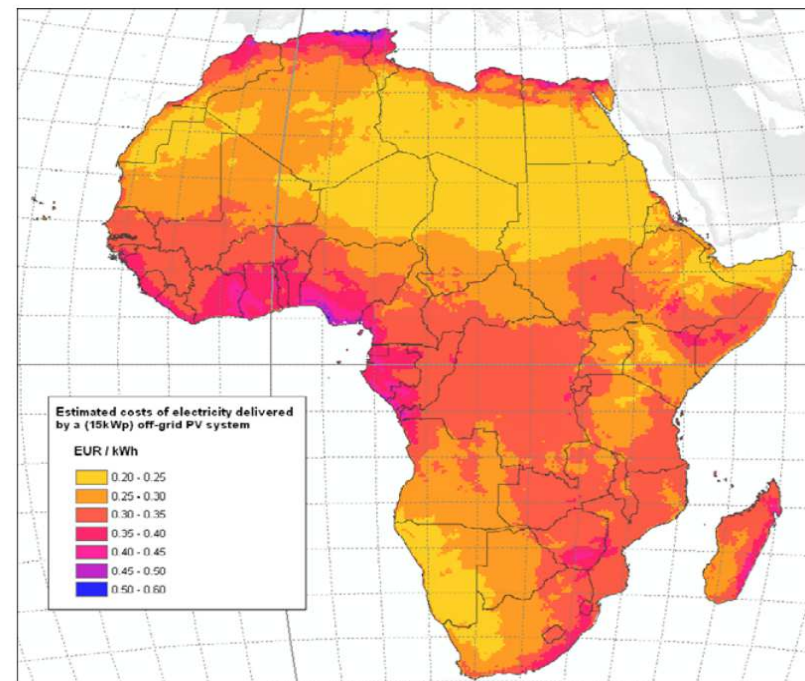 Estimated costs of electricity delivered
by a (15kWp) off-grid PV system
EUR / kWh
0.20 - 0.25
0.25 - 0.30
0.30 - 0.35
0.35 - 0.40
0.40 - 0.45
0.45 - 0.50
0.50 - 0.60